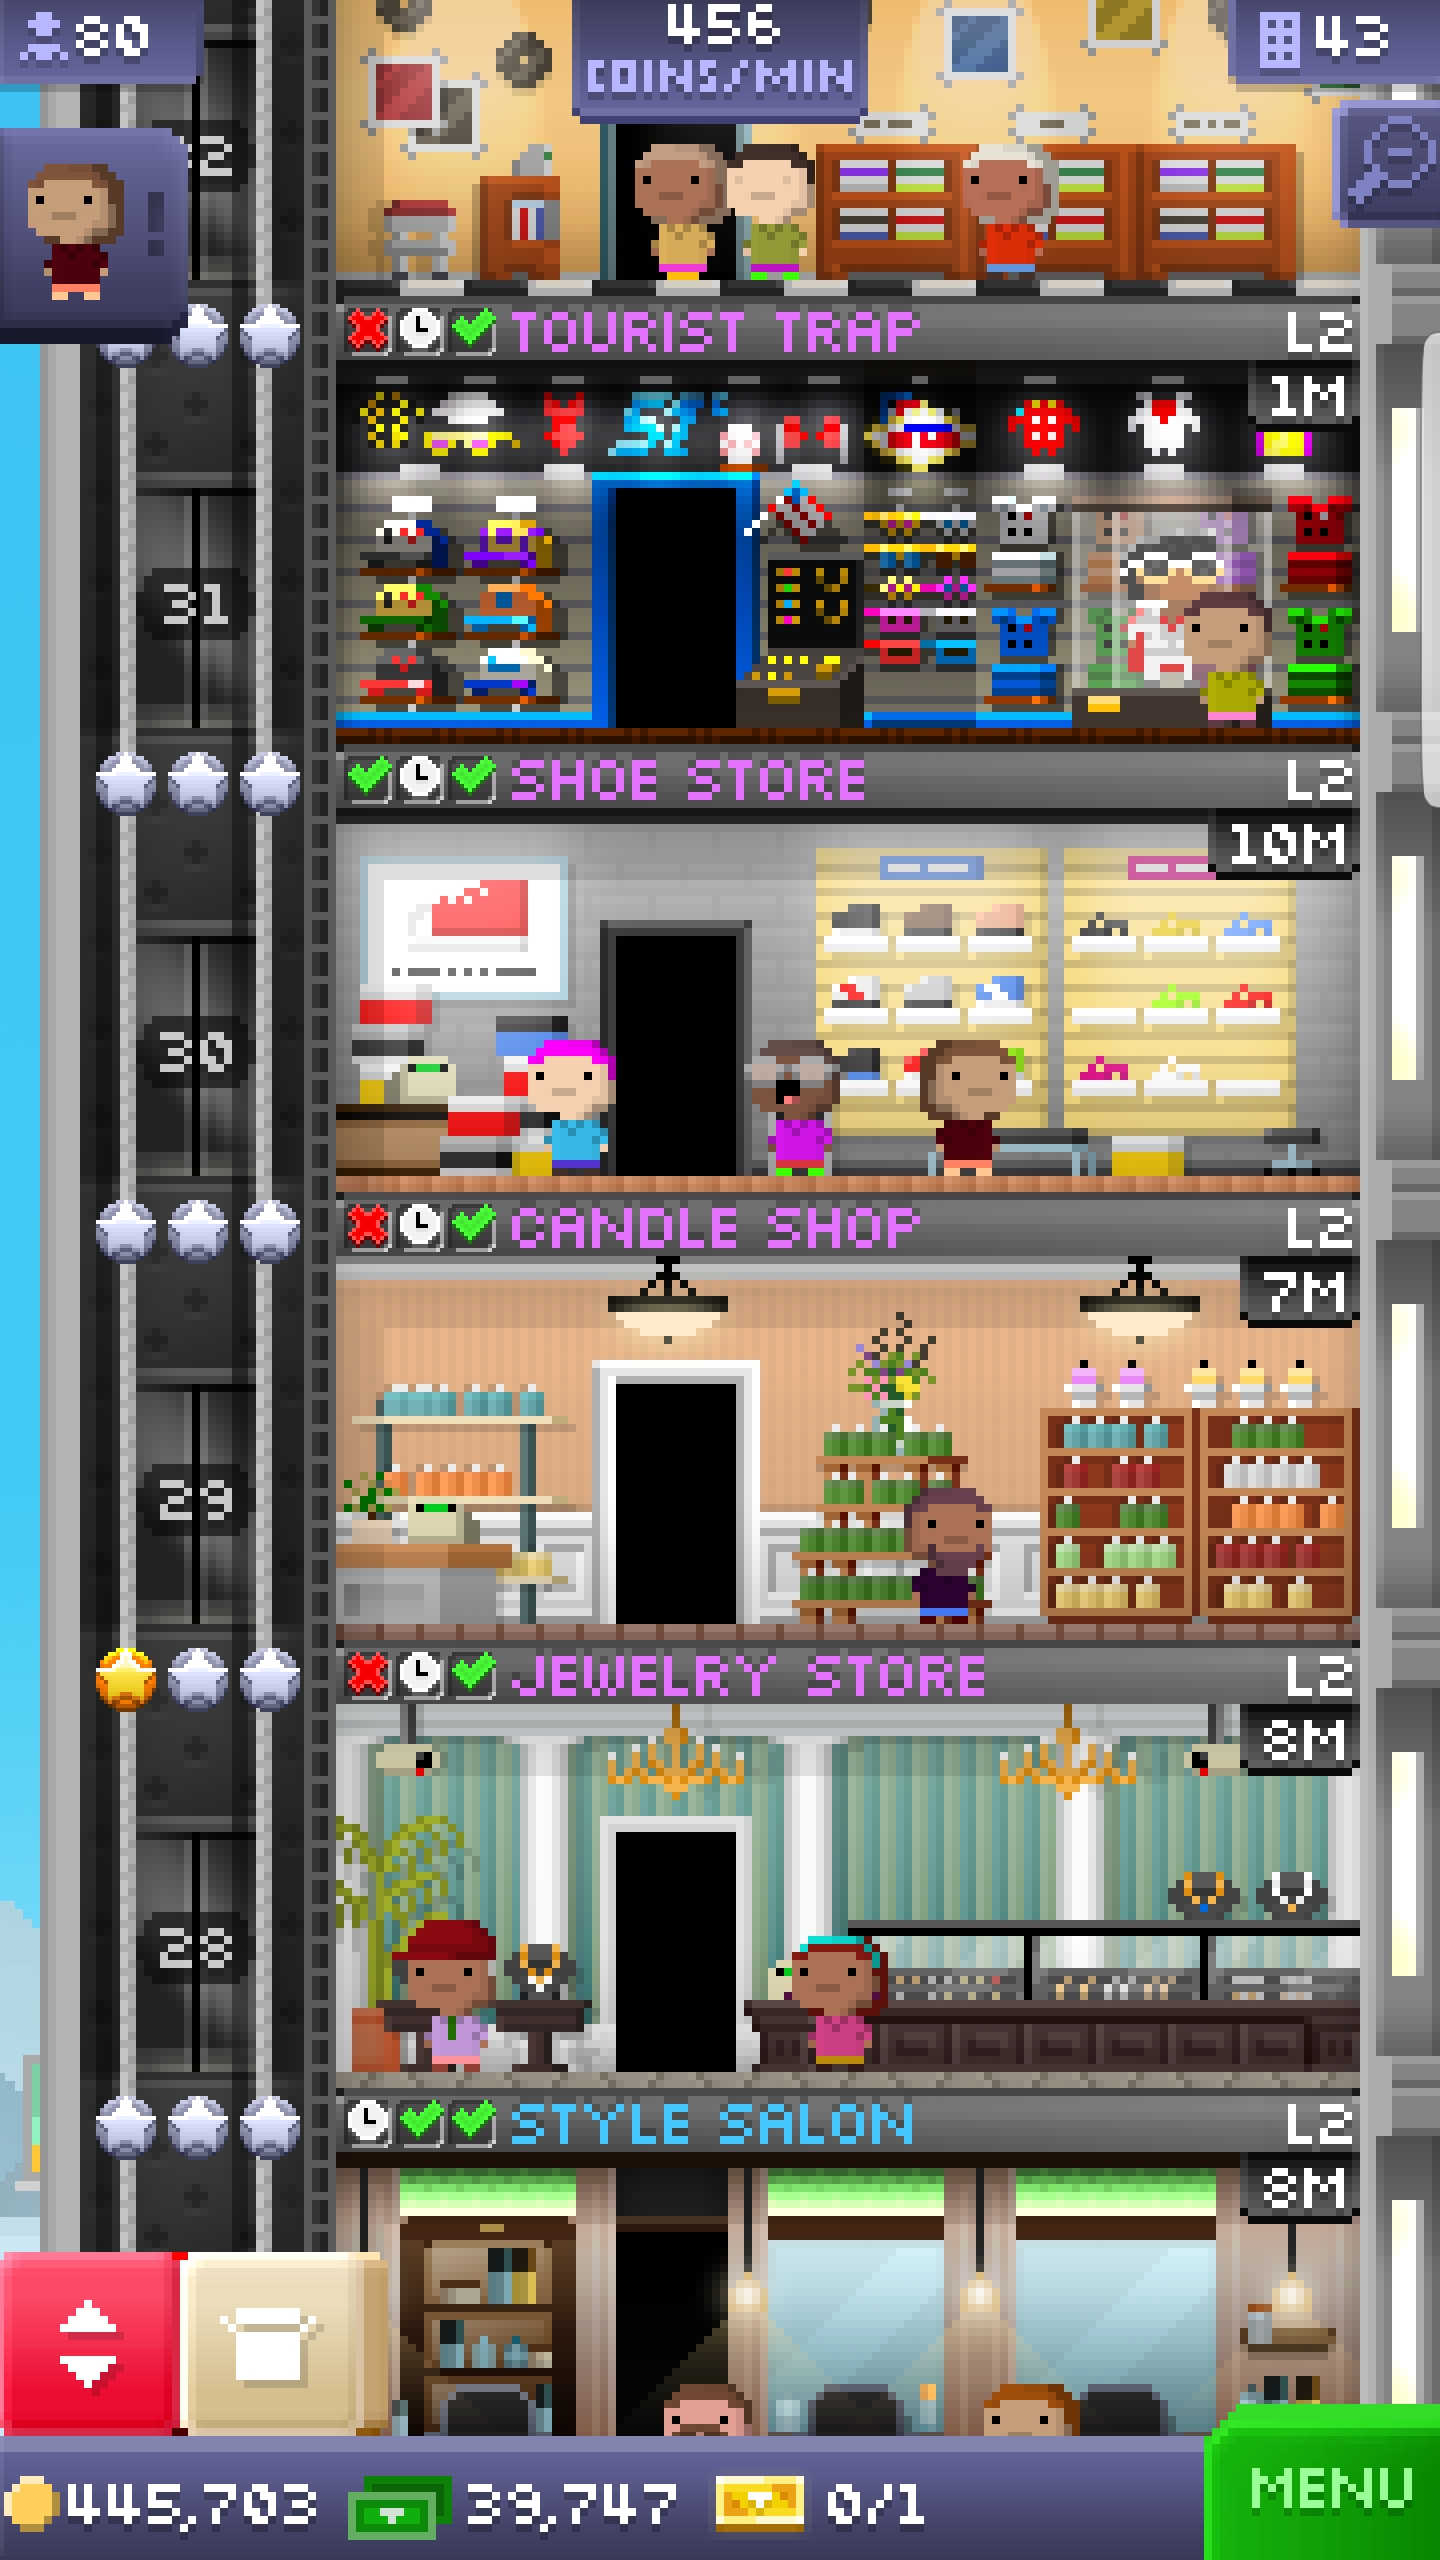 80
456
COINS/MIN
43
TOURIST TRAP
L2
1M
31
SHOE STORE
L2
10M
30
CANDLE SHOP
L2
7M
29
JEWELRY STORE
L2
8M
28
STYLE SALON
L2
8M
445,703
39,747
0/1
MENU